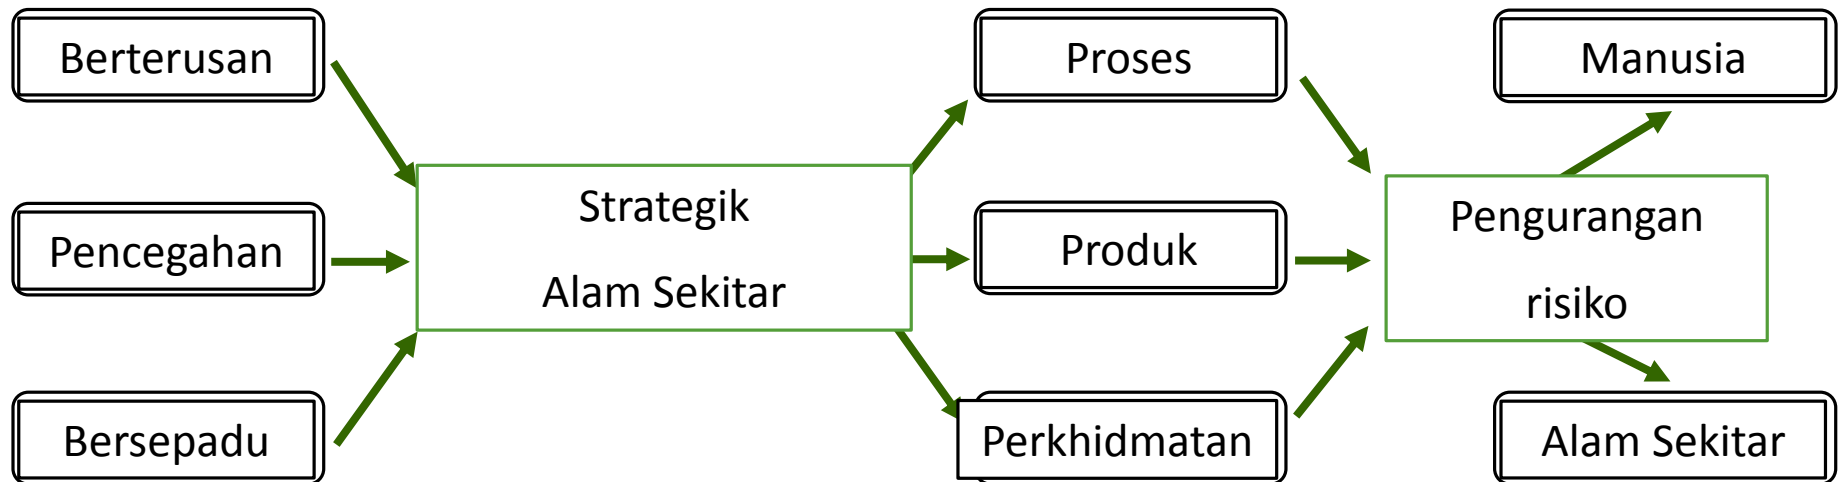 Berterusan
Pencegahan
Bersepadu
Strategik
Alam Sekitar
Proses
Produk
Perkhidmatan
Pengurangan
risiko
Manusia
Alam Sekitar